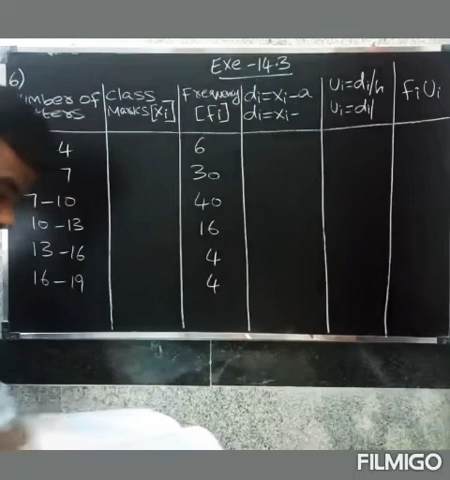 Exe-14.3
6)
umber of | Class | Frequency | di=xi-a | Ui=di/h | fiUi
tters | Marks[xi] | [fi] | di=xi- | Ui=di/
4 | 6
7 | 30
7-10 | 40
10-13 | 16
13-16 | 4
16-19 | 4
FILMIGO